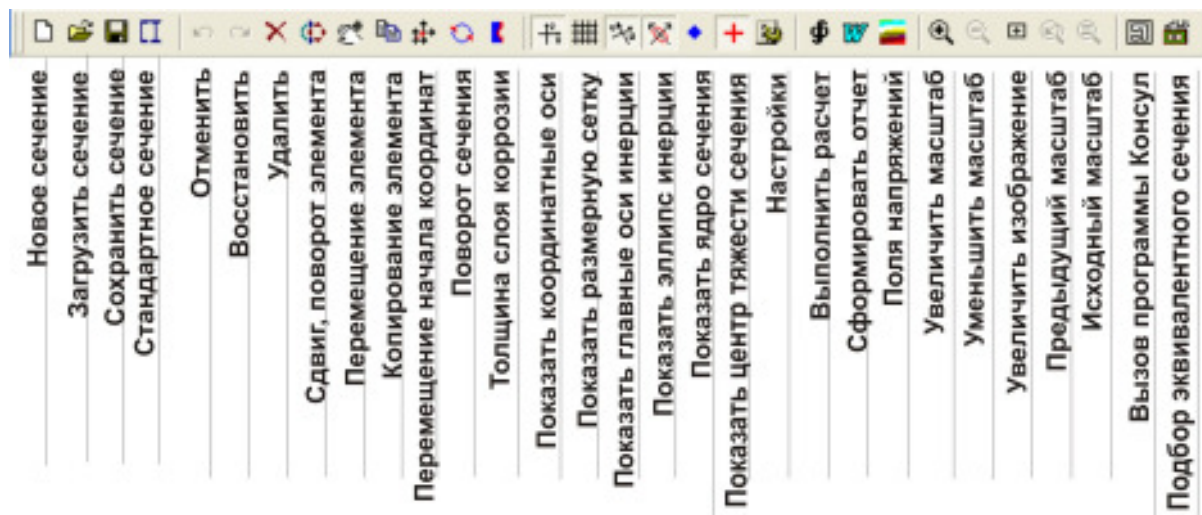 Новое сечение
Загрузить сечение
Сохранить сечение
Стандартное сечение
Отменить
Восстановить
Удалить
Сдвиг, поворот элемента
Перемещение элемента
Копирование элемента
Перемещение начала координат
Поворот сечения
Толщина слоя коррозии
Показать координатные оси
Показать размерную сетку
Показать главные оси инерции
Показать эллипс инерции
Показать ядро сечения
Показать центр тяжести сечения
Настройки
Выполнить расчет
Сформировать отчет
Поля напряжений
Увеличить масштаб
Уменьшить масштаб
Увеличить изображение
Предыдущий масштаб
Исходный масштаб
Вызов программы Консул
Подбор эквивалентного сечения